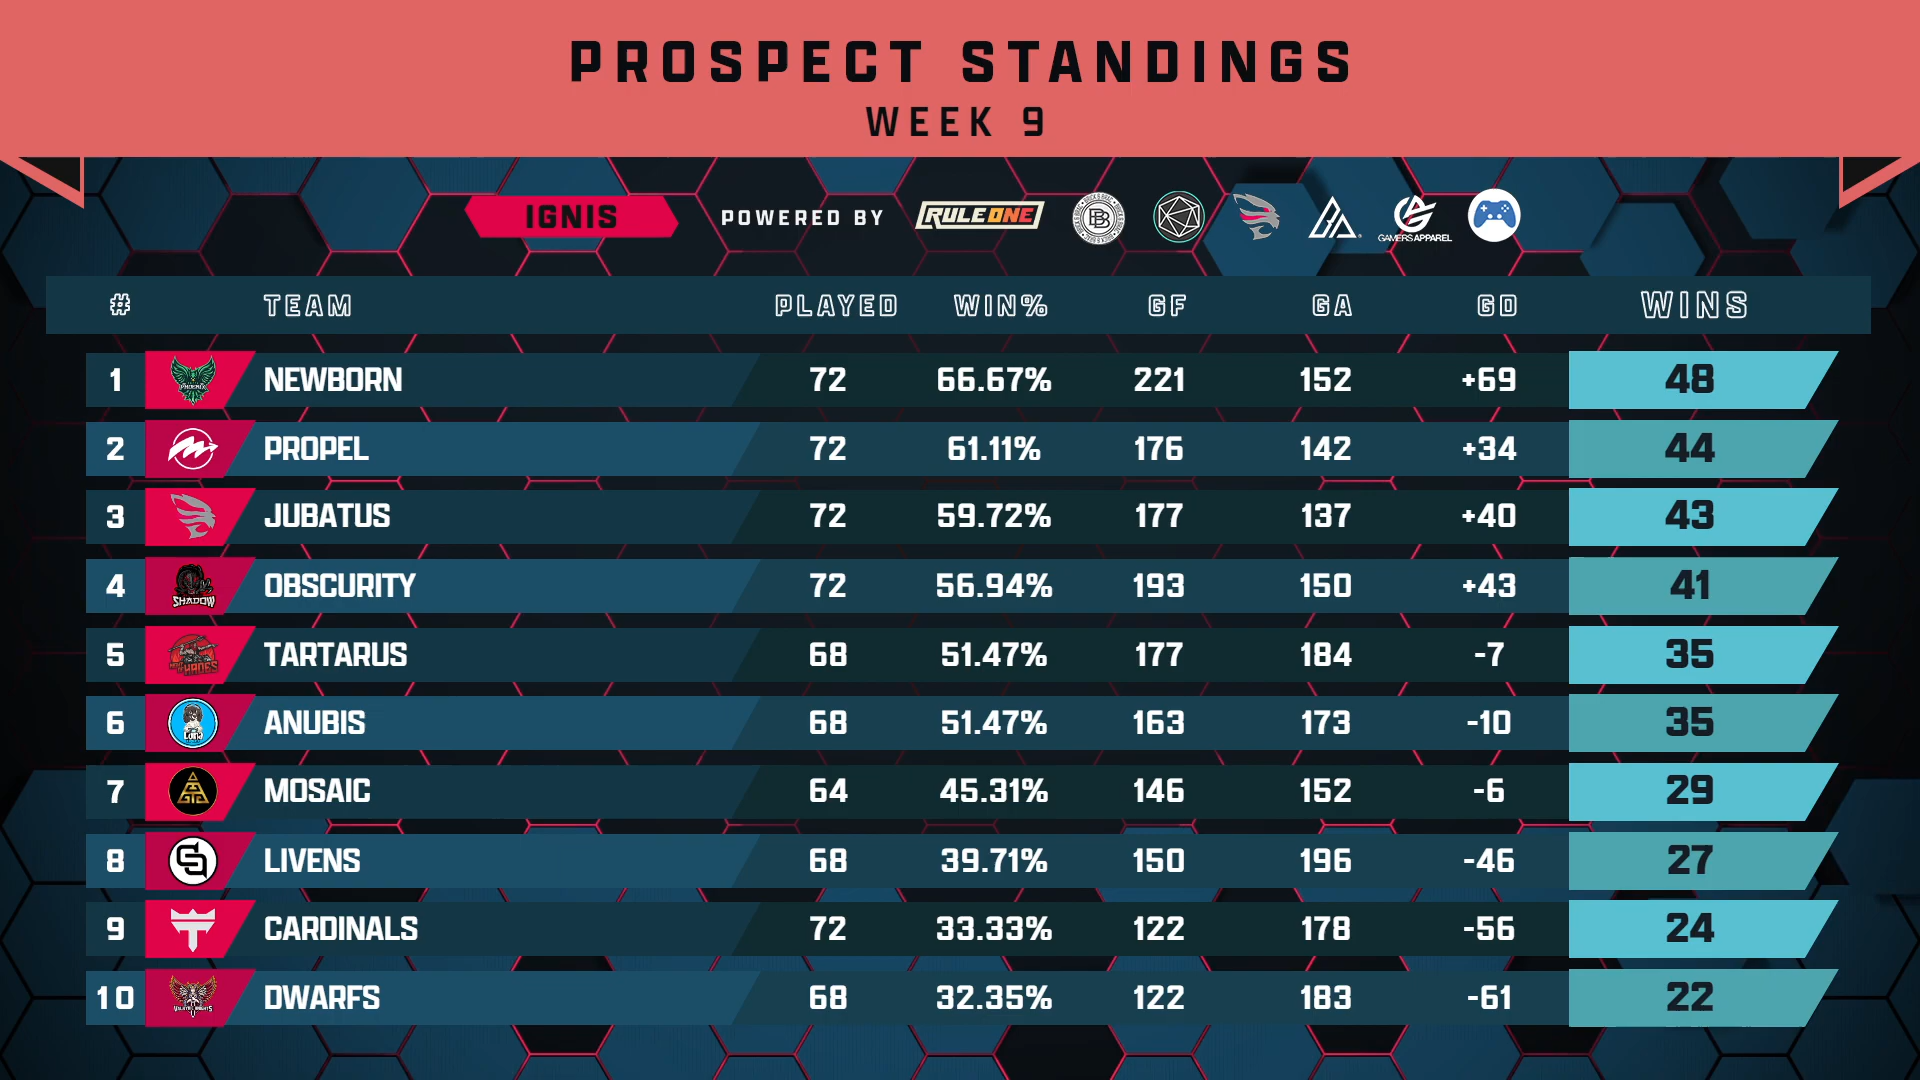 PROSPECT STANDINGS
WEEK 9
IGNIS POWERED BY RULEONE GAMERS APPAREL
# TEAM PLAYED WIN% GF GA GD WINS
1 PHOENIX NEWBORN 72 66.67% 221 152 +69 48
2 PROPEL 72 61.11% 176 142 +34 44
3 JUBATUS 72 59.72% 177 137 +40 43
4 SHADOW OBSCURITY 72 56.94% 193 150 +43 41
5 TARTARUS 68 51.47% 177 184 -7 35
6 ANUBIS 68 51.47% 163 173 -10 35
7 MOSAIC 64 45.31% 146 152 -6 29
8 LIVENS 68 39.71% 150 196 -46 27
9 CARDINALS 72 33.33% 122 178 -56 24
10 DWARFS 68 32.35% 122 183 -61 22